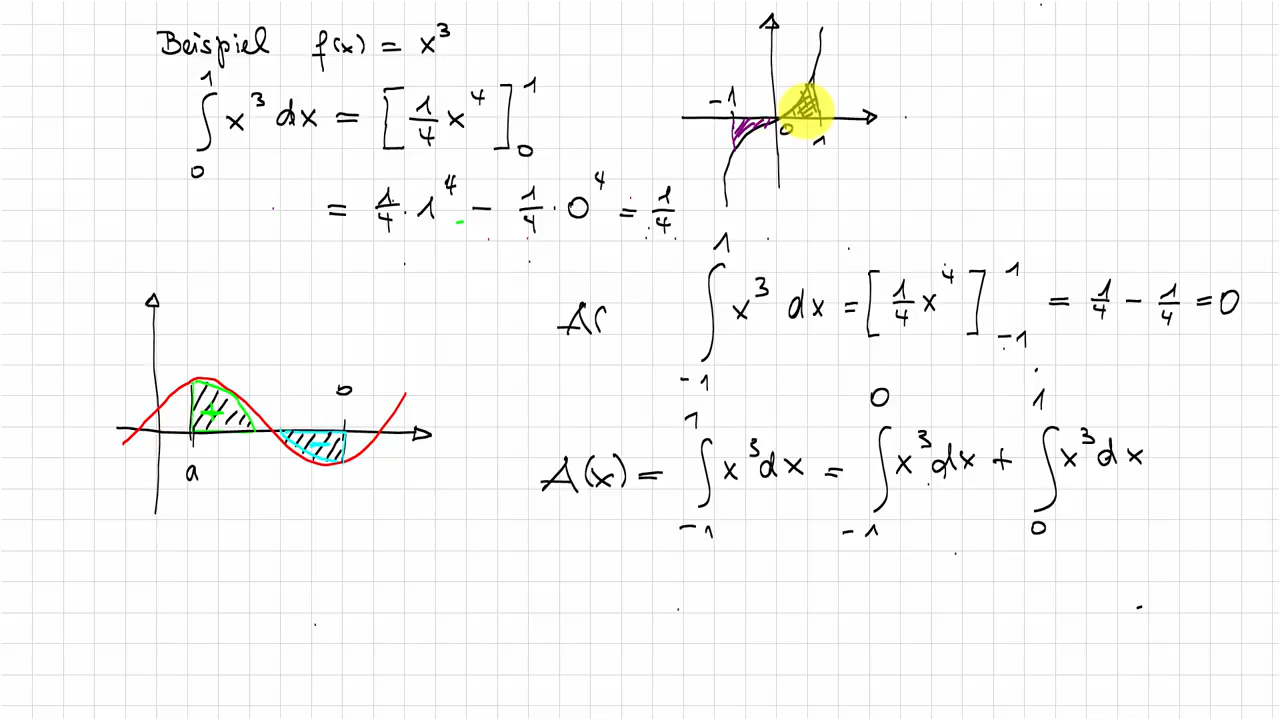 Beispiel f(x) = x³
∫₀¹ x³ dx = [1/4 x⁴]₀¹
= 1/4 · 1⁴ - 1/4 · 0⁴ = 1/4
-1 0 1
A( ∫₋₁¹ x³ dx = [1/4 x⁴]₋₁¹ = 1/4 - 1/4 = 0
+ - a b
A(x) = ∫₋₁¹ x³ dx = ∫₋₁⁰ x³ dx + ∫₀¹ x³ dx